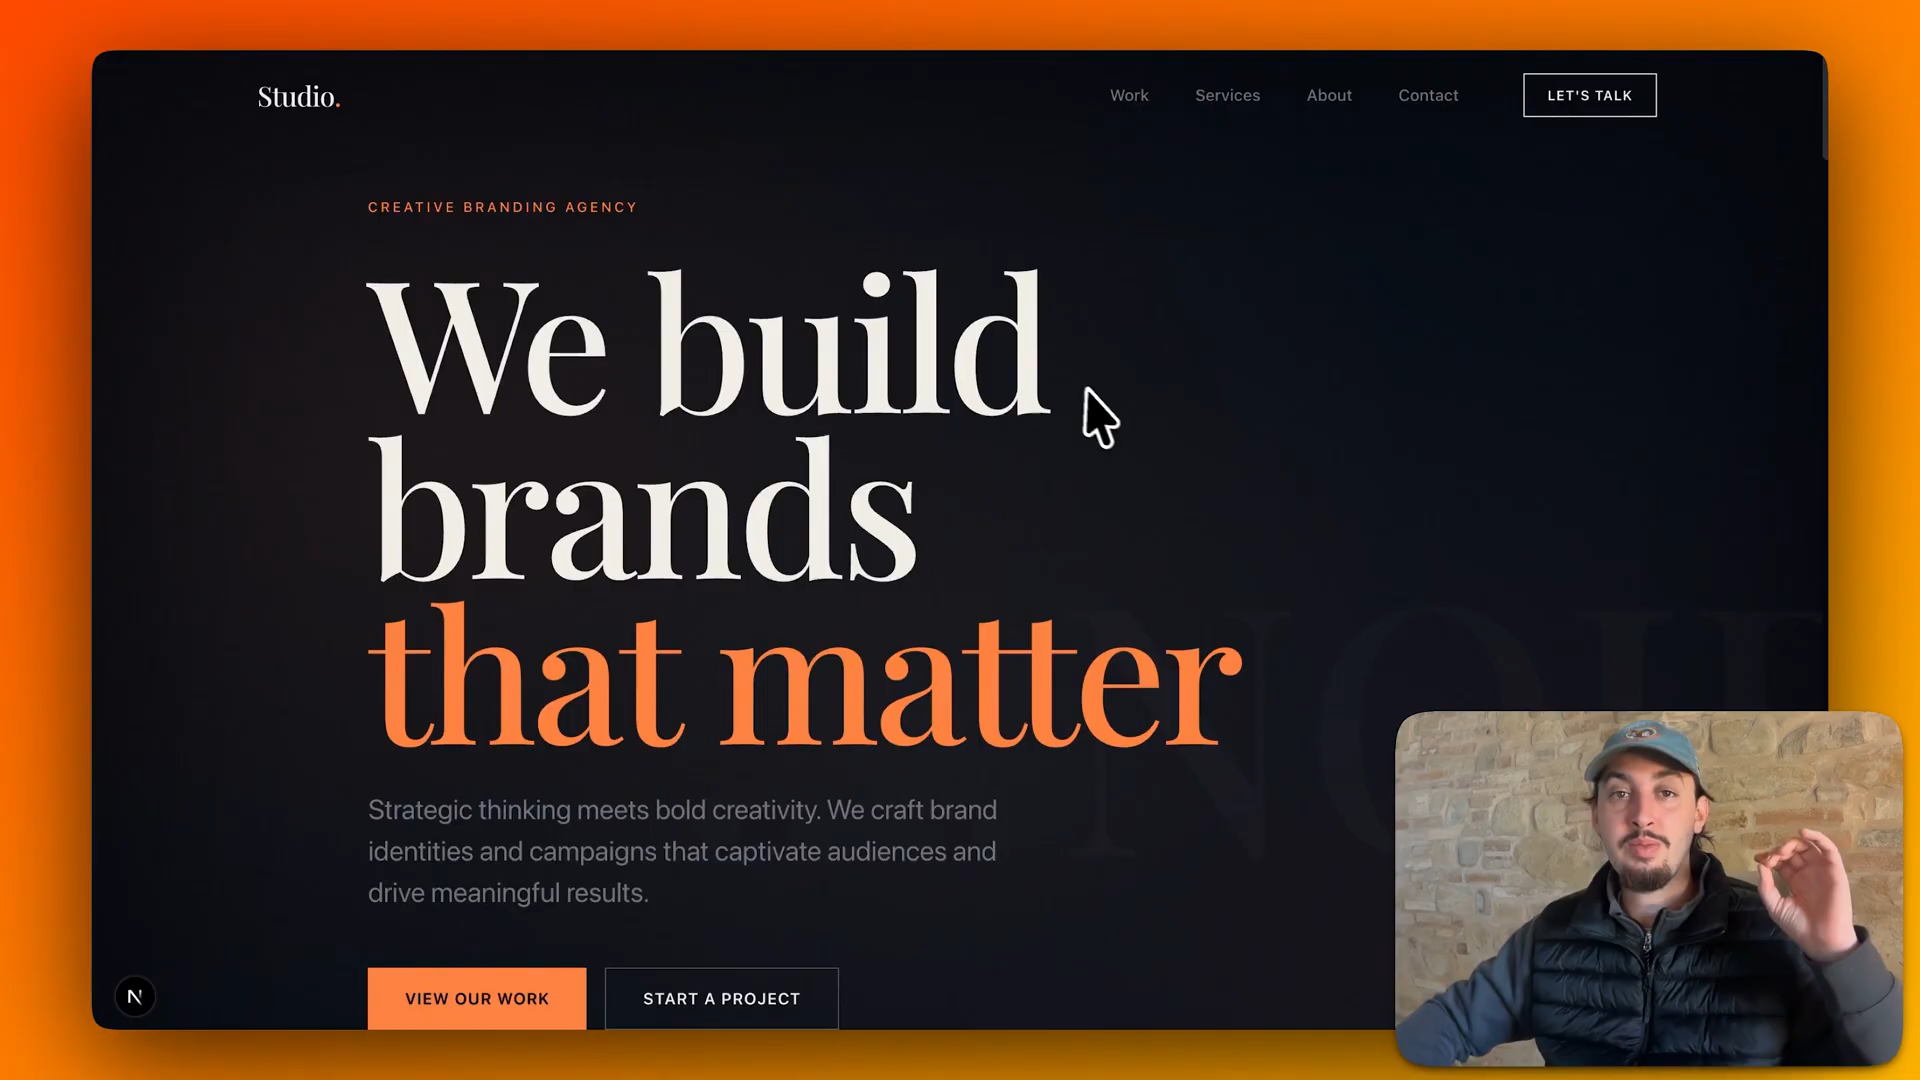 Studio.
Work
Services
About
Contact
LET'S TALK
CREATIVE BRANDING AGENCY
We build
brands
that matter
Strategic thinking meets bold creativity. We craft brand
identities and campaigns that captivate audiences and
drive meaningful results.
VIEW OUR WORK
START A PROJECT
N